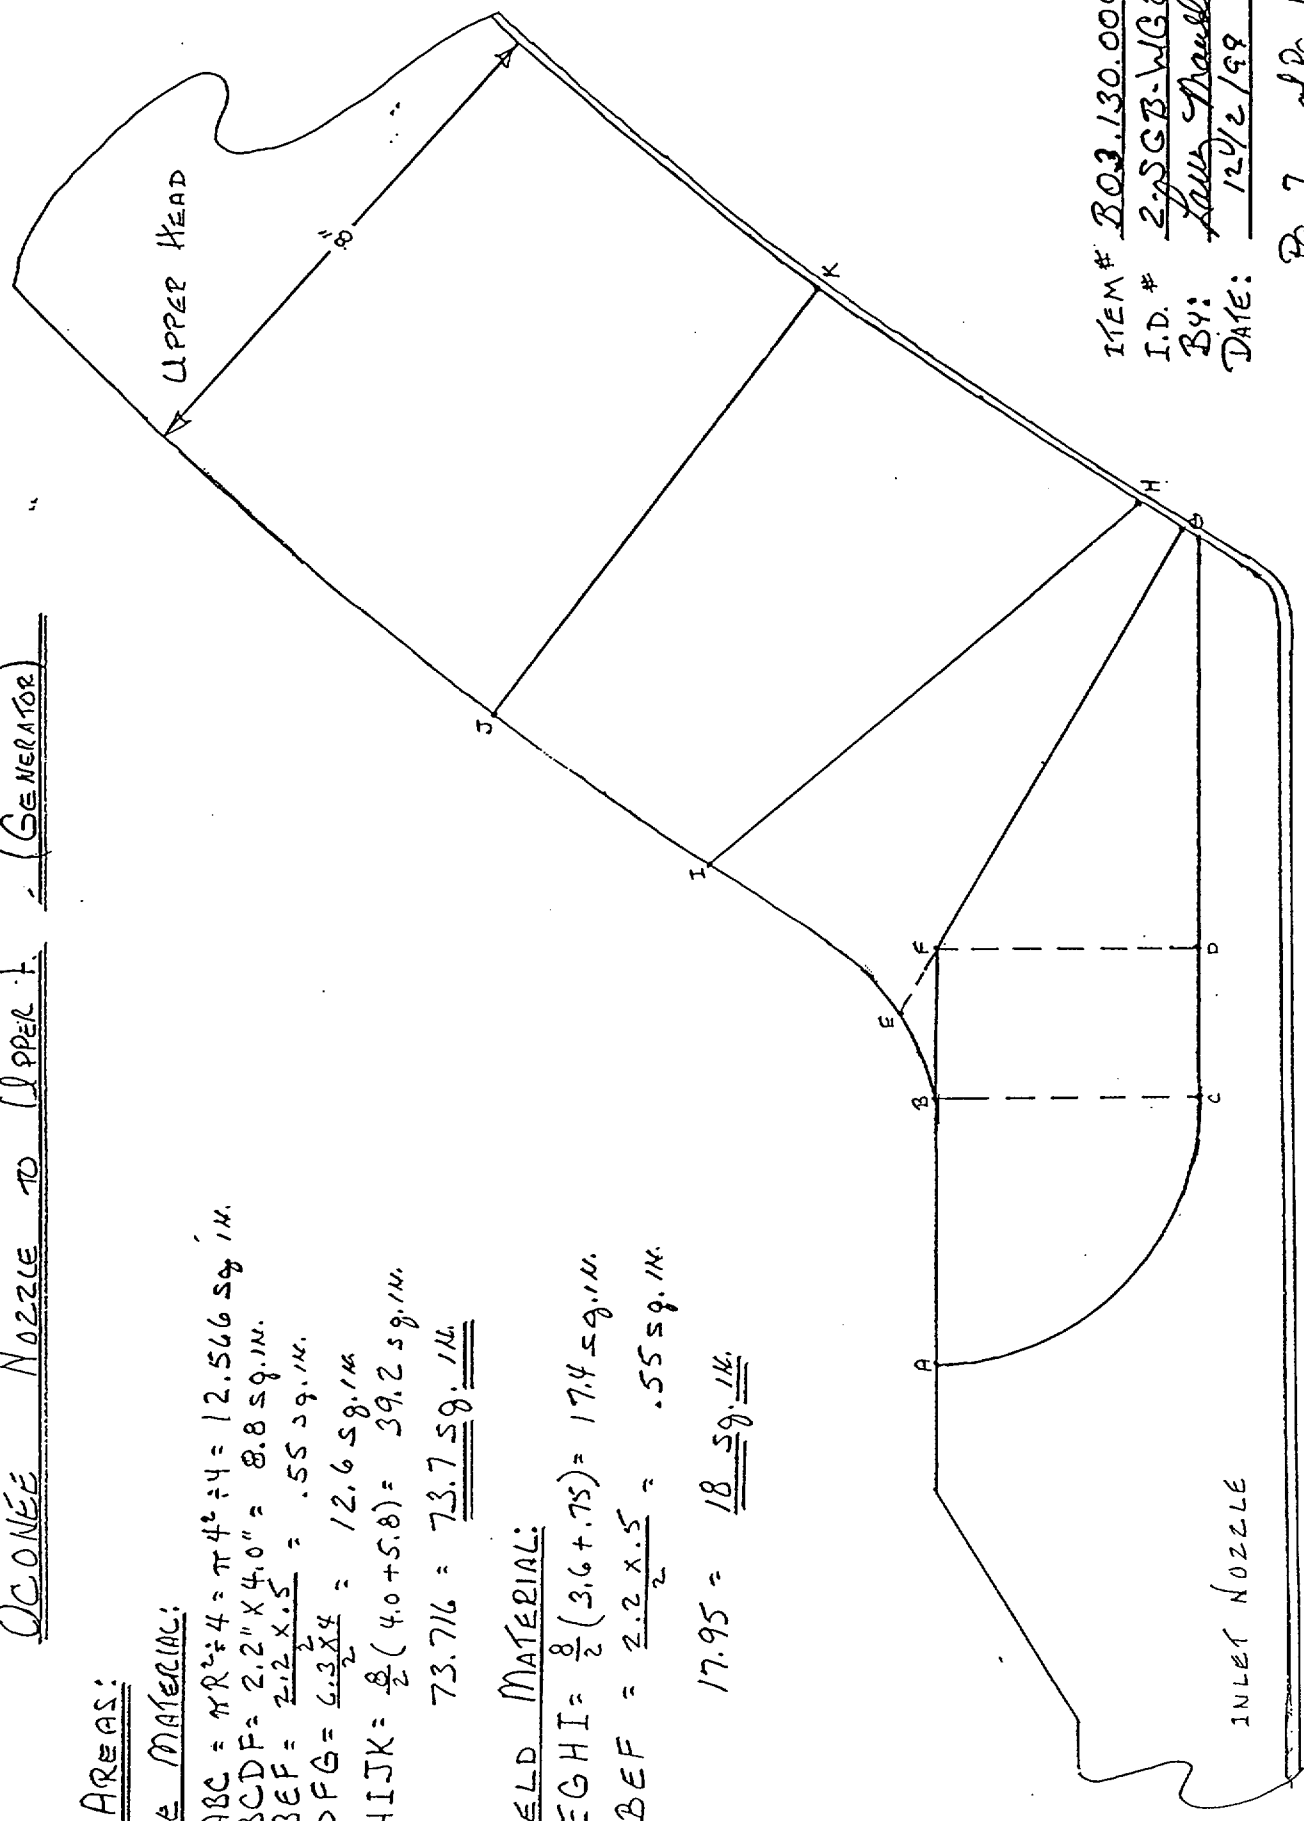 OCONEE NOZZLE TO UPPER (GENERATOR)
AREAS:
MATERIAL:
ABC = πR²÷4 = π4²÷4 = 12.566 sq IN.
BCDF = 2.2" X 4.0" = 8.8 sq.IN.
BEF = 2.2 X .5 / 2 = .55 sq.IN.
DFG = 6.3 X 4 / 2 = 12.6 sq.IN
HIJK = 8/2 (4.0 + 5.8) = 39.2 sq.IN.
73.716 = 73.7 sq. IN.
ELD MATERIAL:
EGHI = 8/2 (3.6 + .75) = 17.4 sq.IN.
BEF = 2.2 X .5 / 2 = .55 sq.IN.
17.95 = 18 sq.IN.
UPPER HEAD
8"
J
K
I
H
E
F
G
B
D
C
A
INLET NOZZLE
ITEM # B03.130.00
I.D. # 2-SGB-WG
BY: Larry
DATE: 12/2/99
Pg 7 of